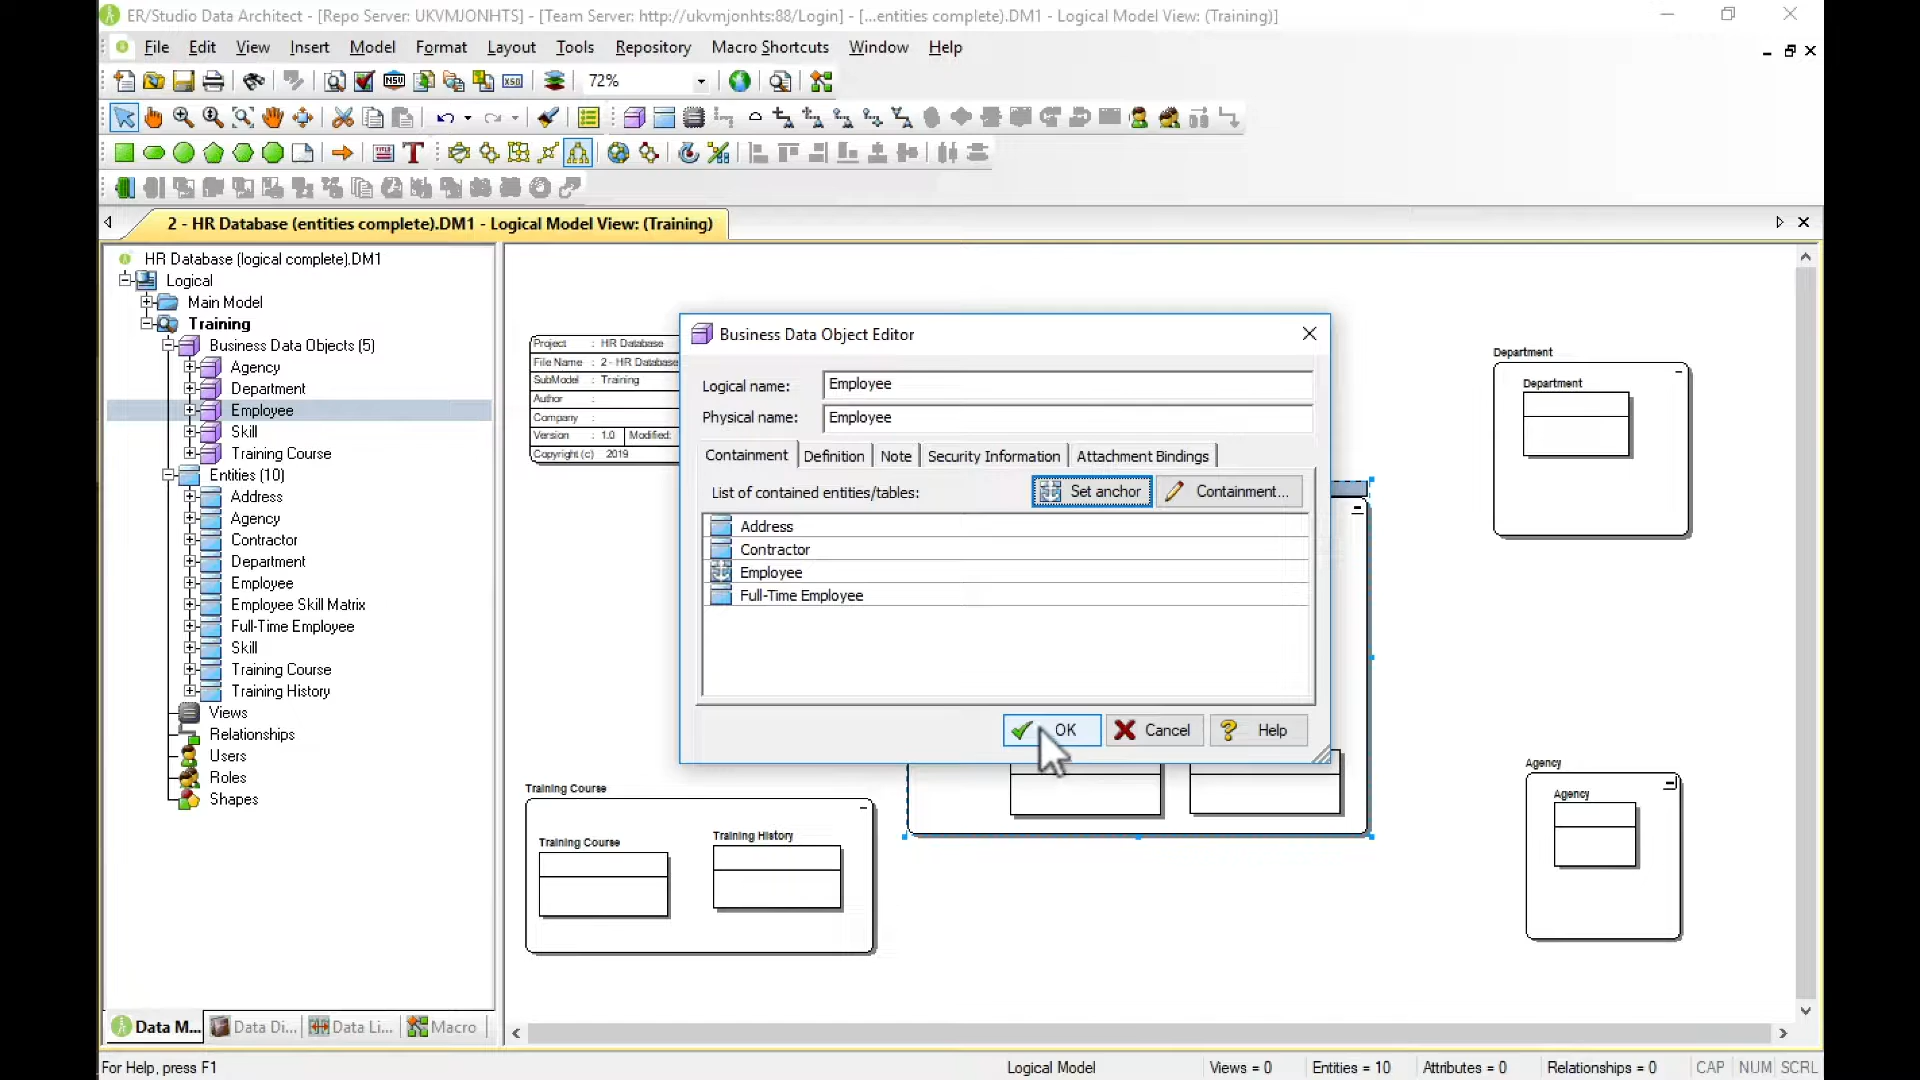 ER/Studio Data Architect - [Repo Server: UKVMJONHTS] - [Team Server: http://ukvmjonhts:88/Login] - [...entities complete).DM1 - Logical Model View: (Training)]
File Edit View Insert Model Format Layout Tools Repository Macro Shortcuts Window Help
NSU XSD 72%
2 - HR Database (entities complete).DM1 - Logical Model View: (Training)
HR Database (logical complete).DM1
Logical
Main Model
Training
Business Data Objects (5)
Agency
Department
Employee
Skill
Training Course
Entities (10)
Address
Agency
Contractor
Department
Employee
Employee Skill Matrix
Full-Time Employee
Skill
Training Course
Training History
Views
Relationships
Users
Roles
Shapes
Data M... Data Di... Data Li... Macro
Project : HR Database
File Name : 2 - HR Database
SubModel : Training
Author :
Company :
Version : 1.0 Modified:
Copyright (c) 2019
Business Data Object Editor
Logical name: Employee
Physical name: Employee
Containment Definition Note Security Information Attachment Bindings
List of contained entities/tables: Set anchor Containment...
Address
Contractor
Employee
Full-Time Employee
OK Cancel Help
Department
Department
Training Course
Training Course
Training History
Agency
Agency
For Help, press F1 Logical Model Views = 0 Entities = 10 Attributes = 0 Relationships = 0 CAP NUM SCRL